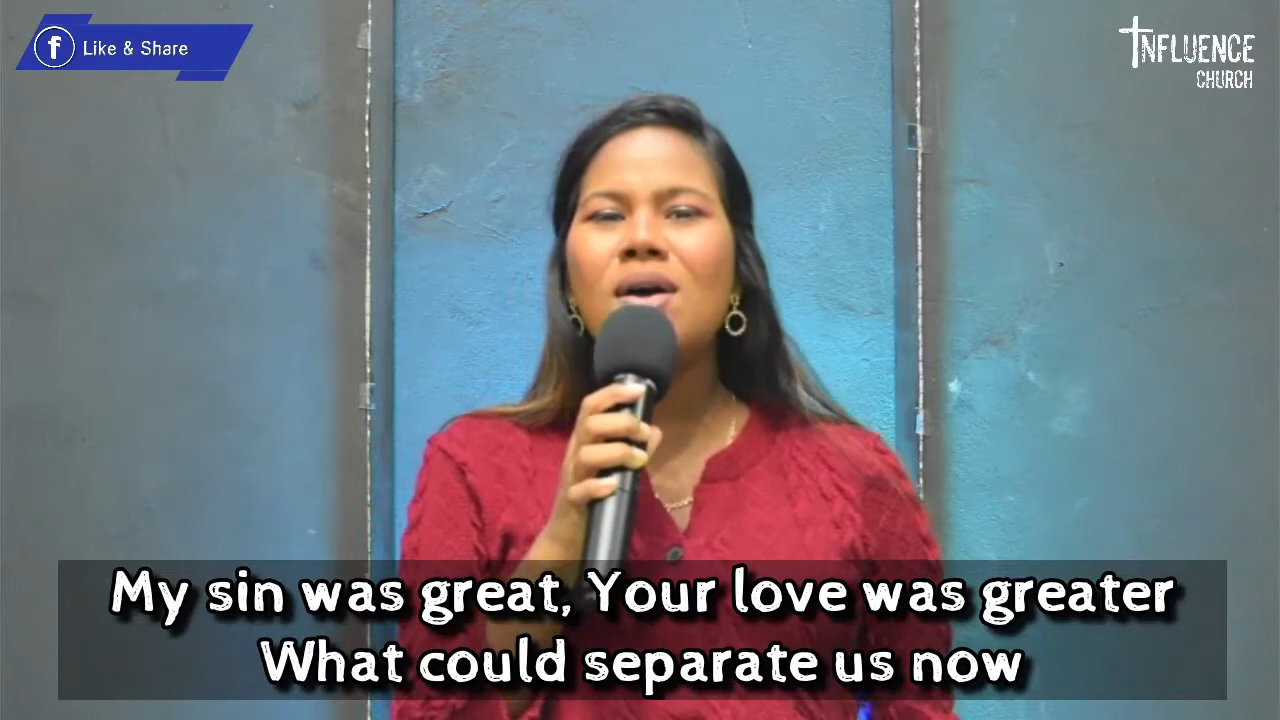 Like & Share
INFLUENCE
CHURCH
My sin was great, Your love was greater
What could separate us now